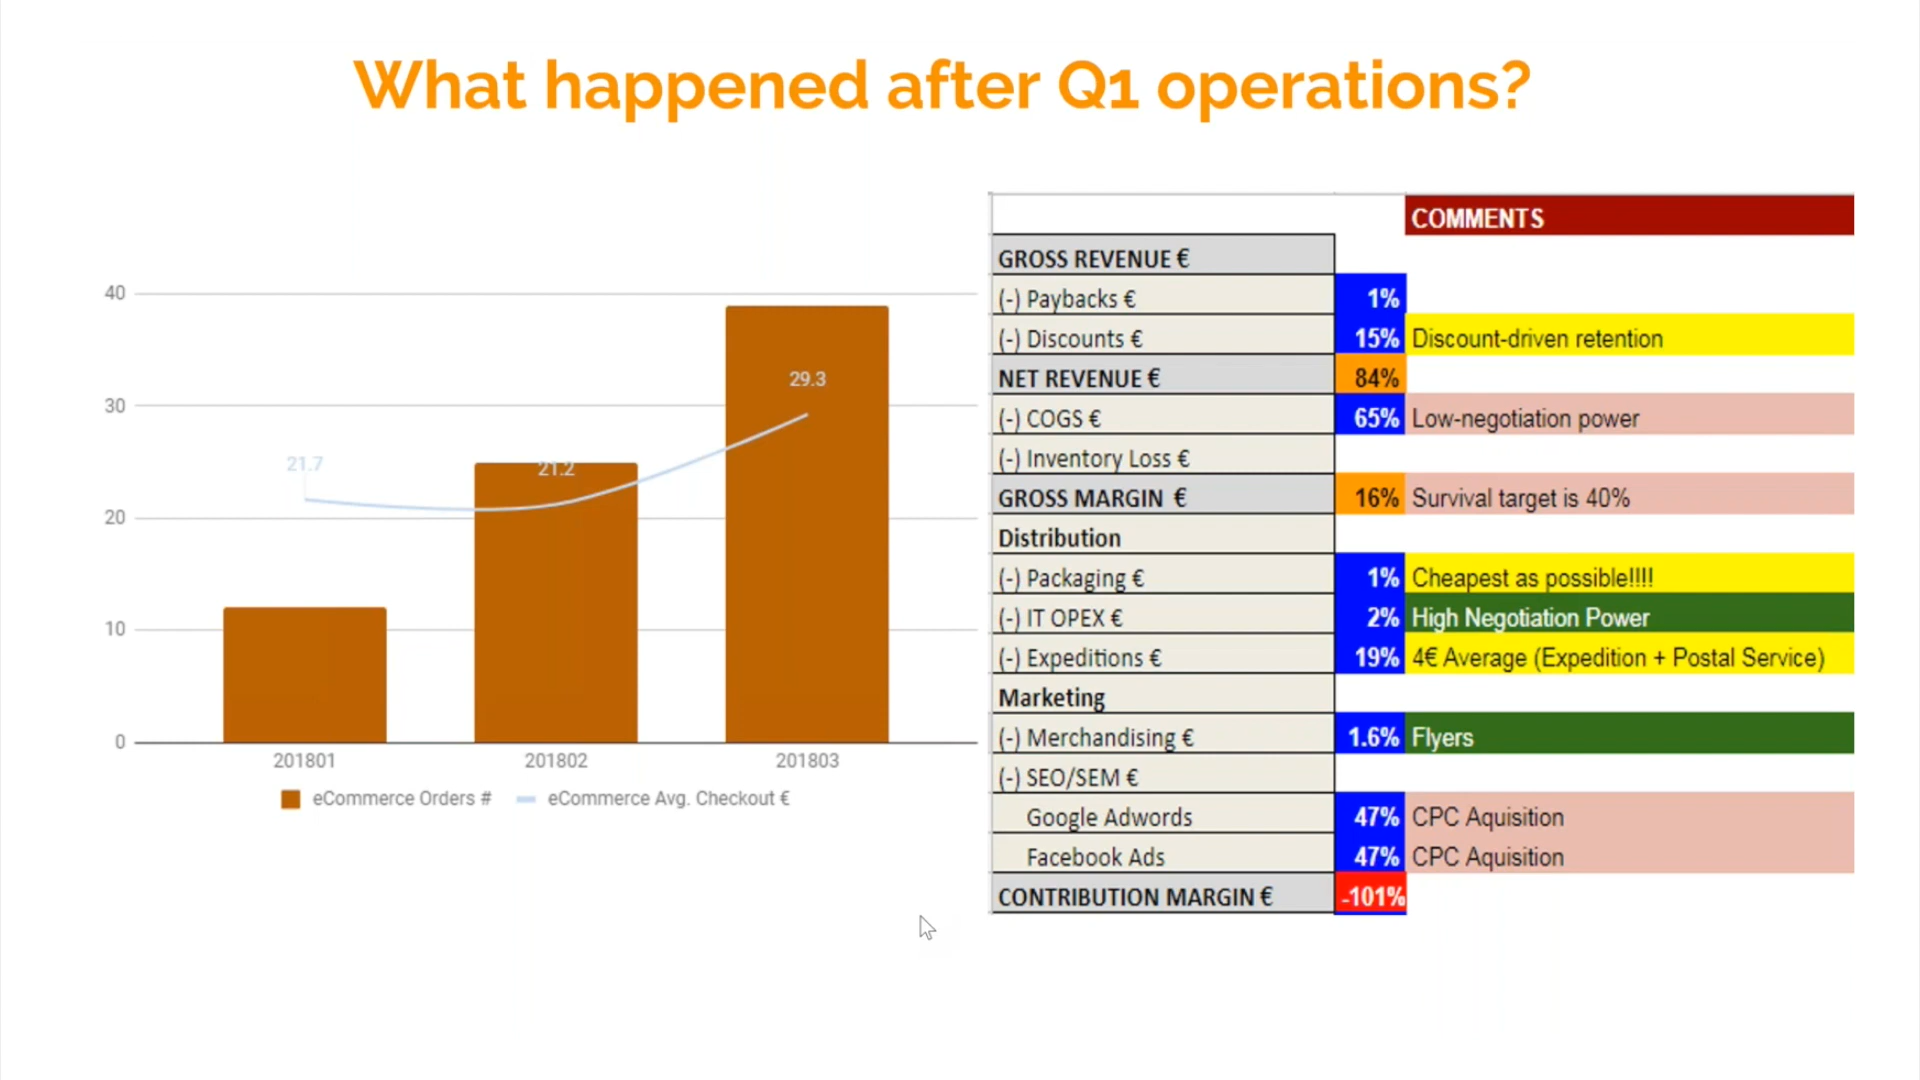 What happened after Q1 operations?
40
30
20
10
0
21.7
21.2
29.3
201801
201802
201803
eCommerce Orders #
eCommerce Avg. Checkout €
COMMENTS
GROSS REVENUE €
(-) Paybacks € 1%
(-) Discounts € 15% Discount-driven retention
NET REVENUE € 84%
(-) COGS € 65% Low-negotiation power
(-) Inventory Loss €
GROSS MARGIN € 16% Survival target is 40%
Distribution
(-) Packaging € 1% Cheapest as possible!!!!
(-) IT OPEX € 2% High Negotiation Power
(-) Expeditions € 19% 4€ Average (Expedition + Postal Service)
Marketing
(-) Merchandising € 1.6% Flyers
(-) SEO/SEM €
Google Adwords 47% CPC Aquisition
Facebook Ads 47% CPC Aquisition
CONTRIBUTION MARGIN € -101%